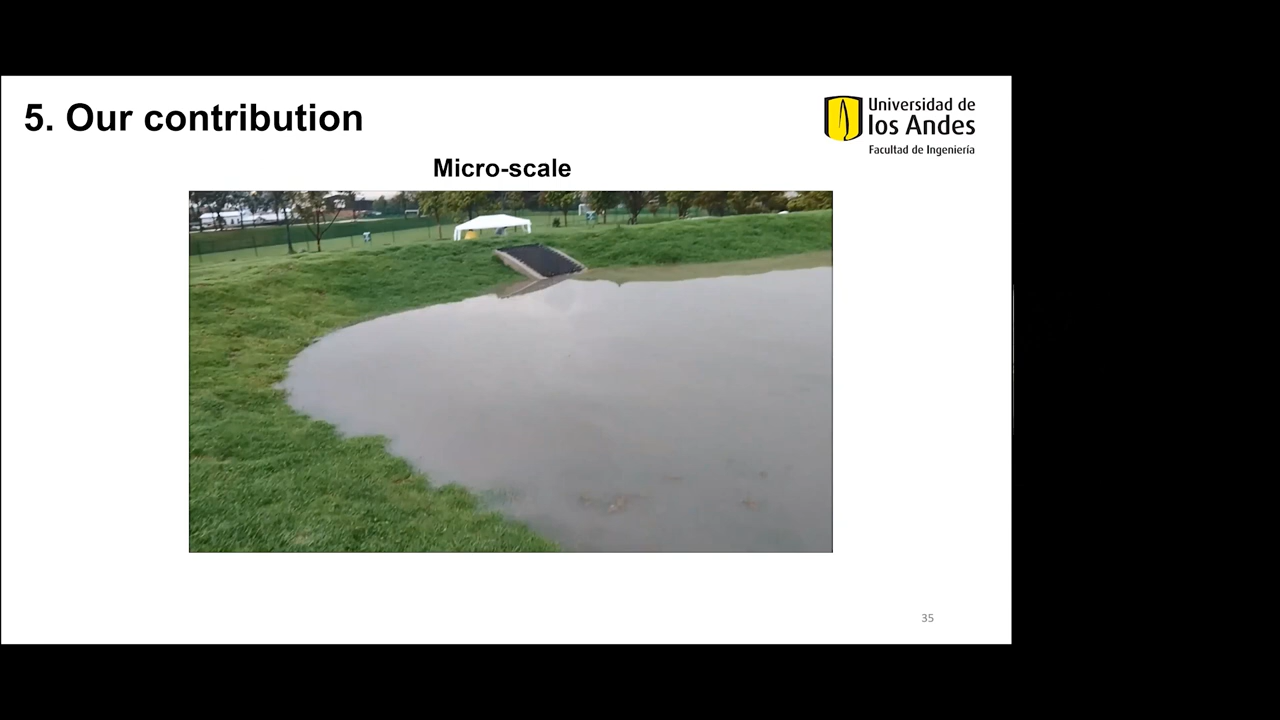 5. Our contribution
Universidad de
los Andes
Facultad de Ingeniería
Micro-scale
35